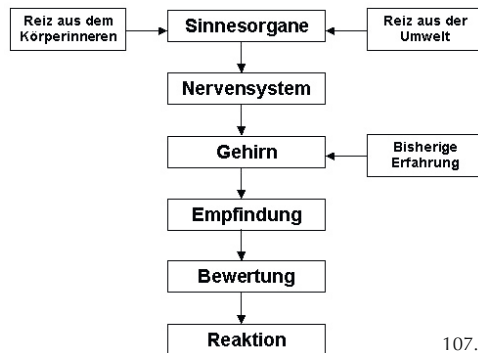 Reiz aus dem
Körperinneren
Sinnesorgane
Reiz aus der
Umwelt
Nervensystem
Gehirn
Bisherige
Erfahrung
Empfindung
Bewertung
Reaktion
107.